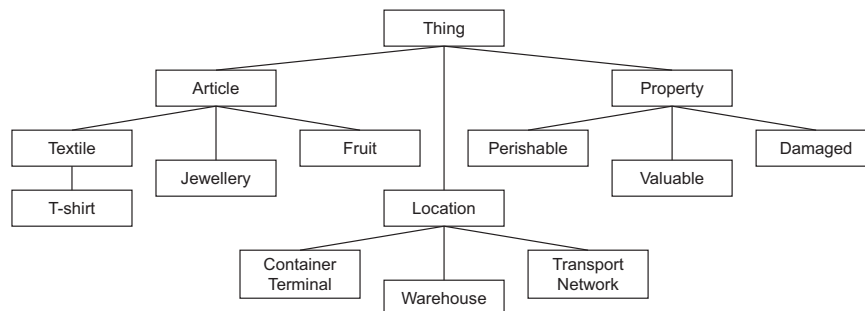 Thing
Article
Property
Textile
Fruit
Perishable
Damaged
Jewellery
Valuable
T-shirt
Location
Container
Terminal
Transport
Network
Warehouse